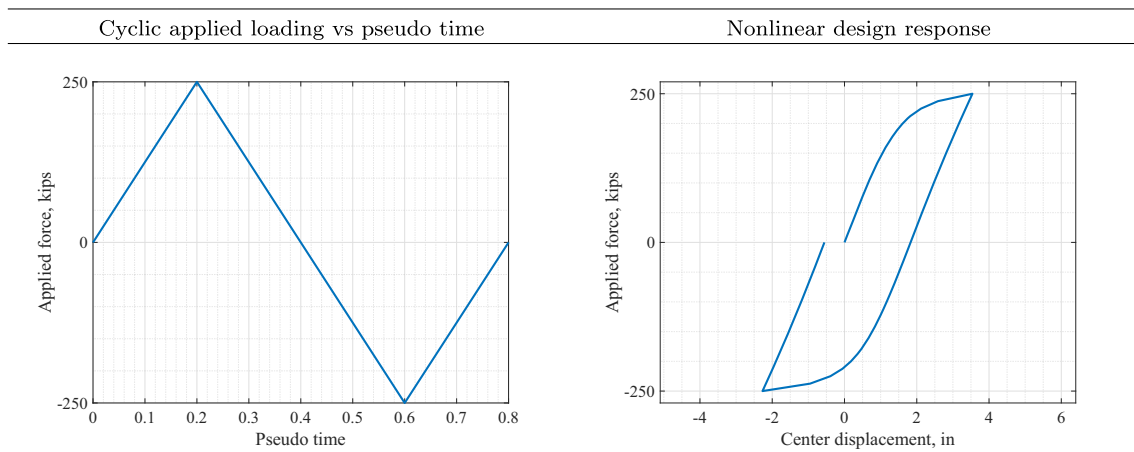 Cyclic applied loading vs pseudo time
Nonlinear design response
250
0
-250
Applied force, kips
0 0.1 0.2 0.3 0.4 0.5 0.6 0.7 0.8
Pseudo time
250
0
-250
Applied force, kips
-4 -2 0 2 4 6
Center displacement, in